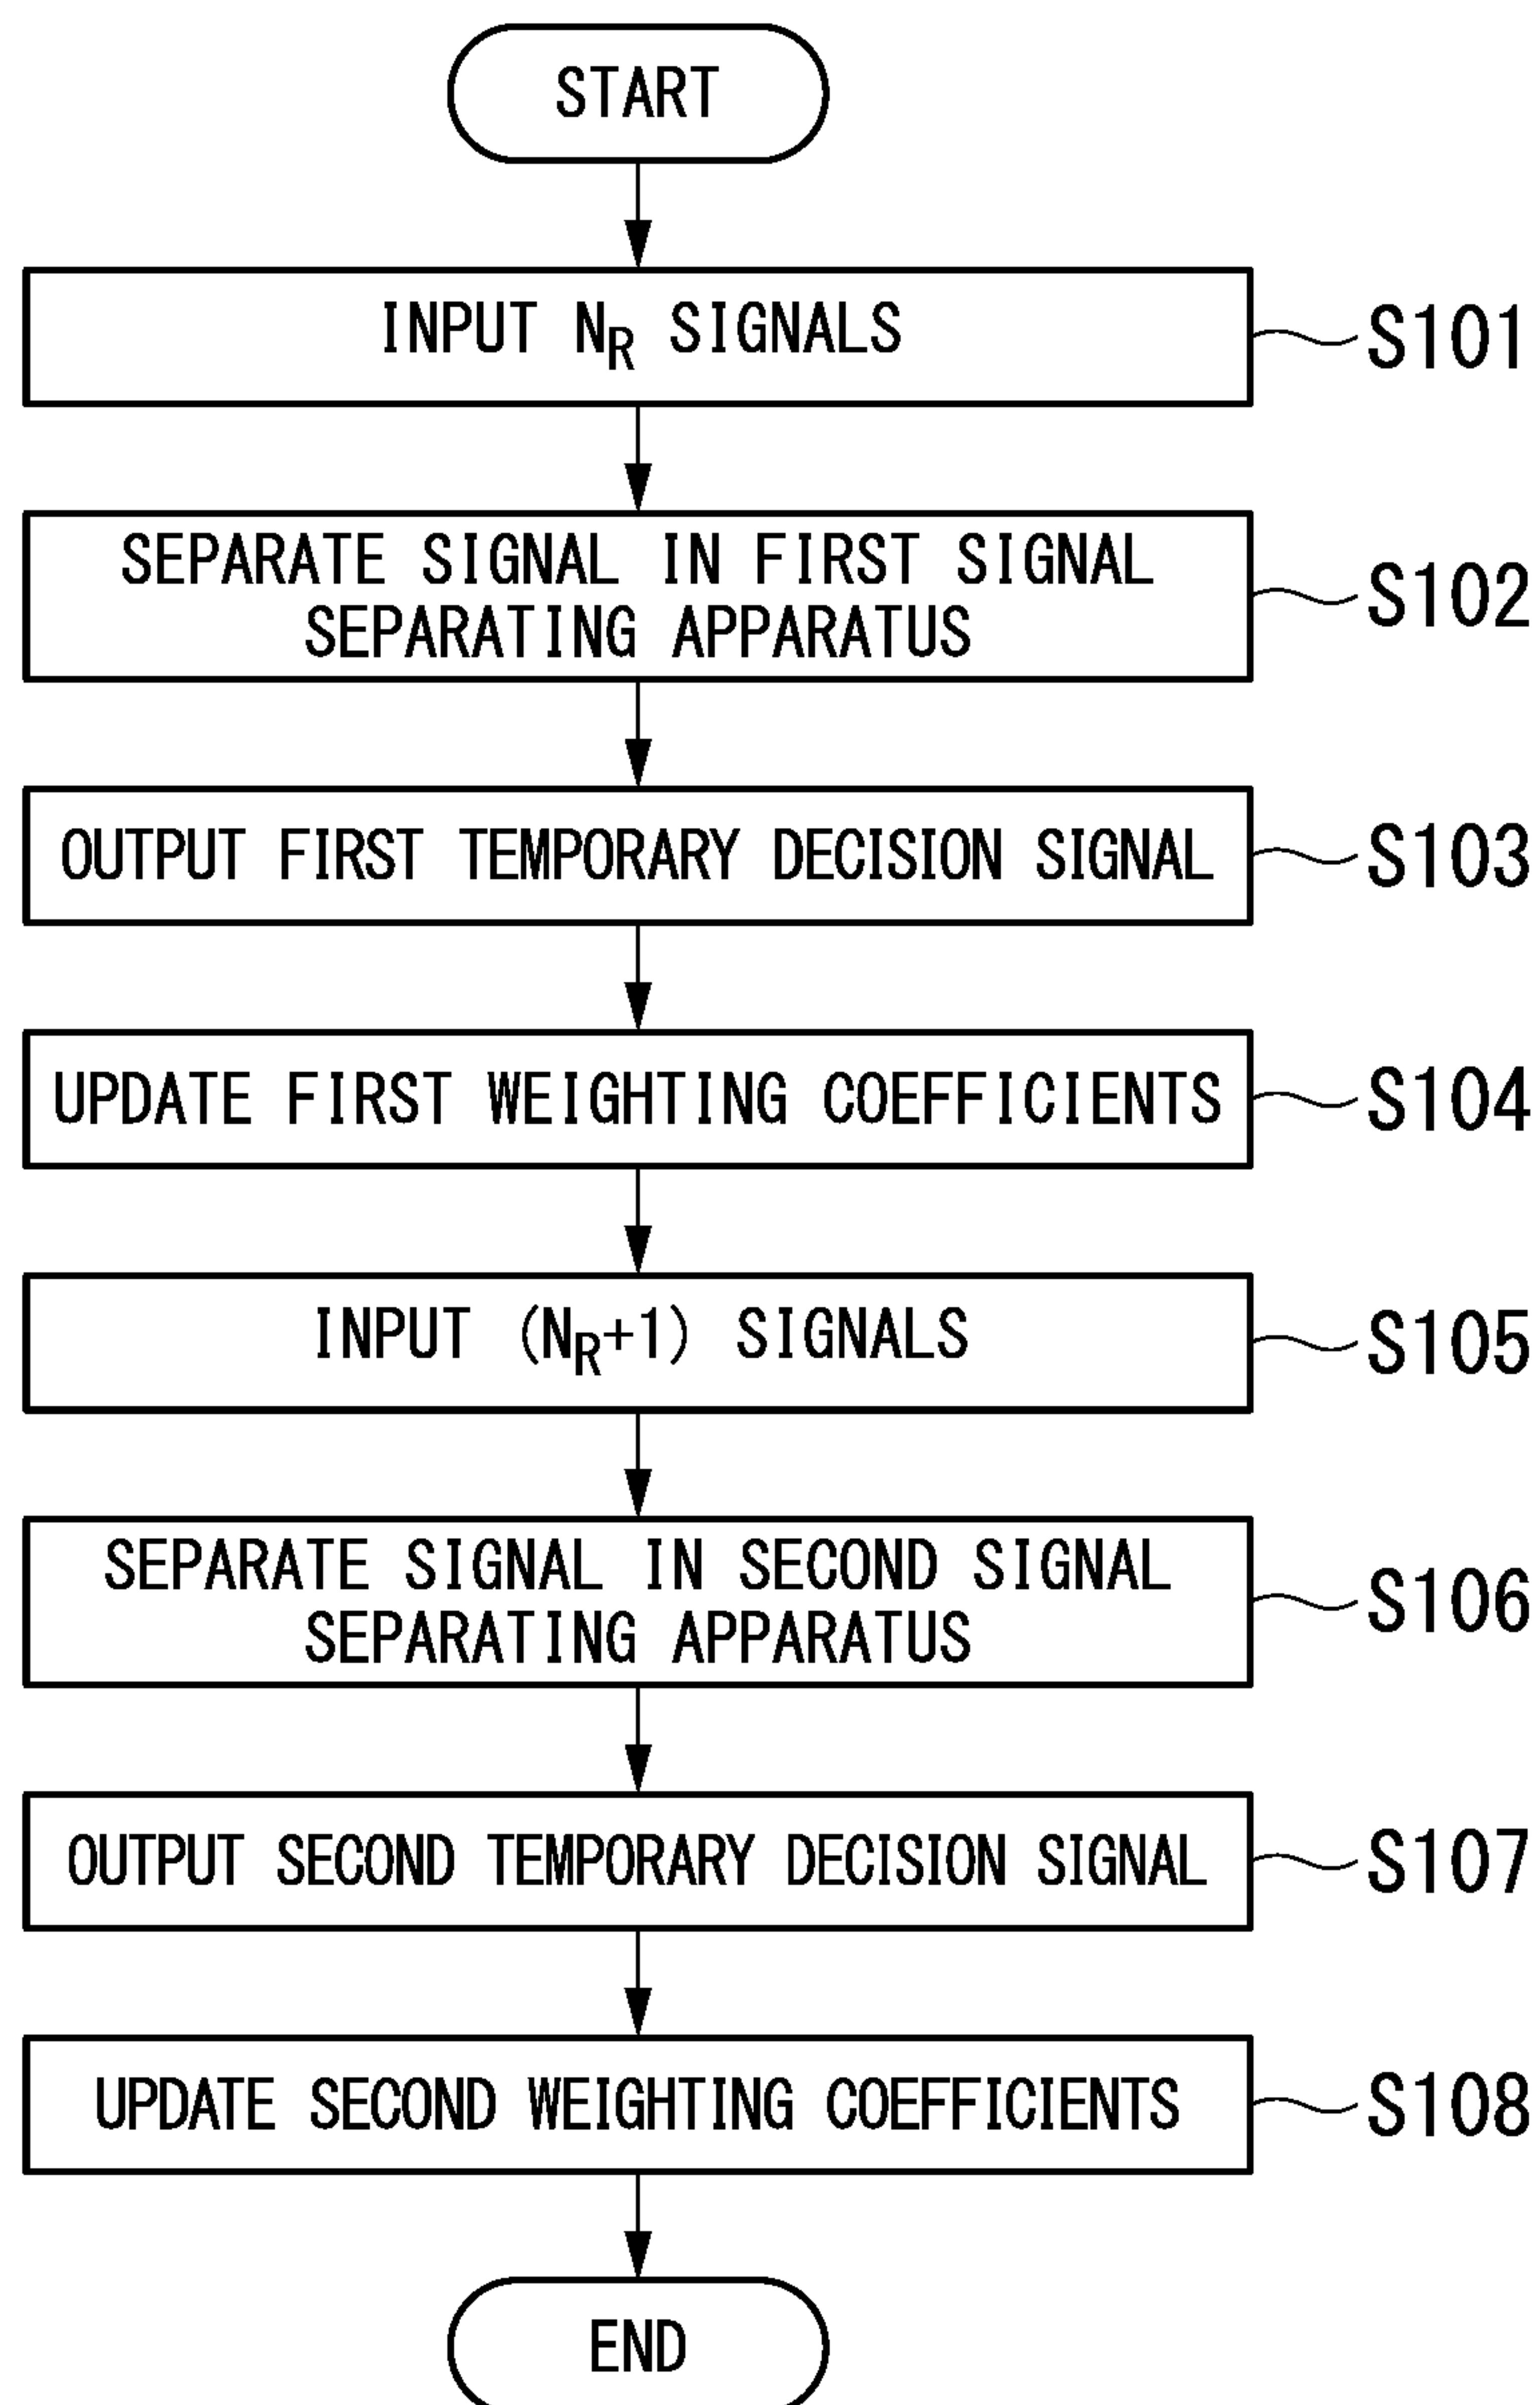 START
INPUT N_R SIGNALS
S101
SEPARATE SIGNAL IN FIRST SIGNAL
SEPARATING APPARATUS
S102
OUTPUT FIRST TEMPORARY DECISION SIGNAL
S103
UPDATE FIRST WEIGHTING COEFFICIENTS
S104
INPUT (N_R+1) SIGNALS
S105
SEPARATE SIGNAL IN SECOND SIGNAL
SEPARATING APPARATUS
S106
OUTPUT SECOND TEMPORARY DECISION SIGNAL
S107
UPDATE SECOND WEIGHTING COEFFICIENTS
S108
END